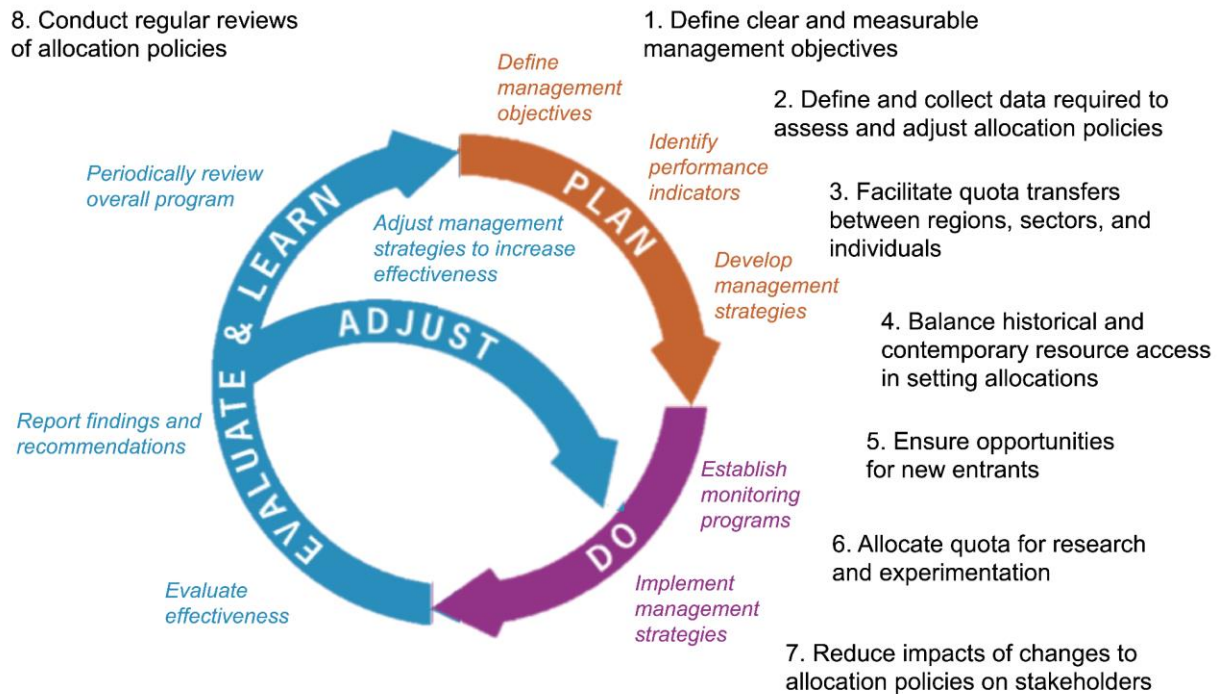 8. Conduct regular reviews
of allocation policies
1. Define clear and measurable
management objectives
Define
management
objectives
2. Define and collect data required to
assess and adjust allocation policies
Identify
performance
indicators
Periodically review
overall program
3. Facilitate quota transfers
between regions, sectors, and
individuals
Adjust management
strategies to increase
effectiveness
PLAN
Develop
management
strategies
4. Balance historical and
contemporary resource access
in setting allocations
ADJUST
EVALUATE & LEARN
Report findings and
recommendations
5. Ensure opportunities
for new entrants
Establish
monitoring
programs
DO
6. Allocate quota for research
and experimentation
Evaluate
effectiveness
Implement
management
strategies
7. Reduce impacts of changes to
allocation policies on stakeholders